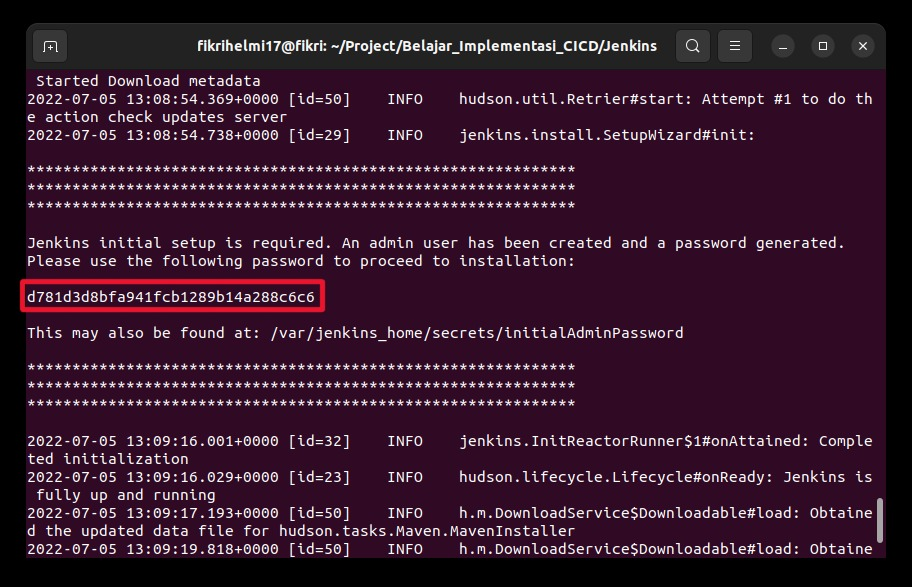 fikrihelmi17@fikri: ~/Project/Belajar_Implementasi_CICD/Jenkins
 Started Download metadata
2022-07-05 13:08:54.369+0000 [id=50]    INFO    hudson.util.Retrier#start: Attempt #1 to do th
e action check updates server
2022-07-05 13:08:54.738+0000 [id=29]    INFO    jenkins.install.SetupWizard#init:
*************************************************************
*************************************************************
*************************************************************
Jenkins initial setup is required. An admin user has been created and a password generated.
Please use the following password to proceed to installation:
d781d3d8bfa941fcb1289b14a288c6c6
This may also be found at: /var/jenkins_home/secrets/initialAdminPassword
*************************************************************
*************************************************************
*************************************************************
2022-07-05 13:09:16.001+0000 [id=32]    INFO    jenkins.InitReactorRunner$1#onAttained: Comple
ted initialization
2022-07-05 13:09:16.029+0000 [id=23]    INFO    hudson.lifecycle.Lifecycle#onReady: Jenkins is
 fully up and running
2022-07-05 13:09:17.193+0000 [id=50]    INFO    h.m.DownloadService$Downloadable#load: Obtaine
d the updated data file for hudson.tasks.Maven.MavenInstaller
2022-07-05 13:09:19.818+0000 [id=50]    INFO    h.m.DownloadService$Downloadable#load: Obtaine